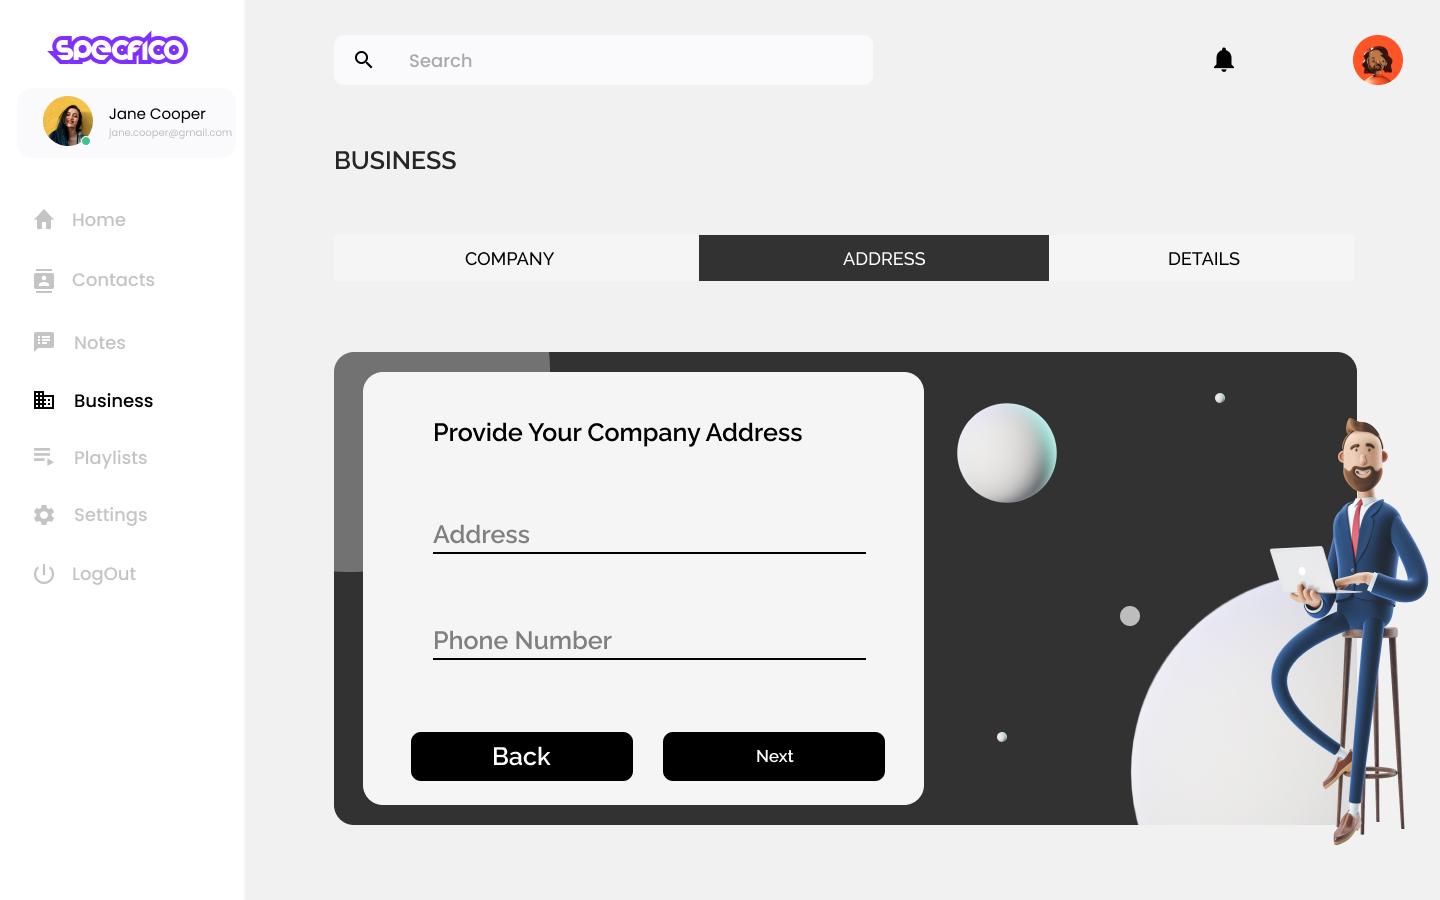 specfico
Search
Jane Cooper
jane.cooper@gmail.com
Home
Contacts
Notes
Business
Playlists
Settings
LogOut
BUSINESS
COMPANY
ADDRESS
DETAILS
Provide Your Company Address
Address
Phone Number
Back
Next